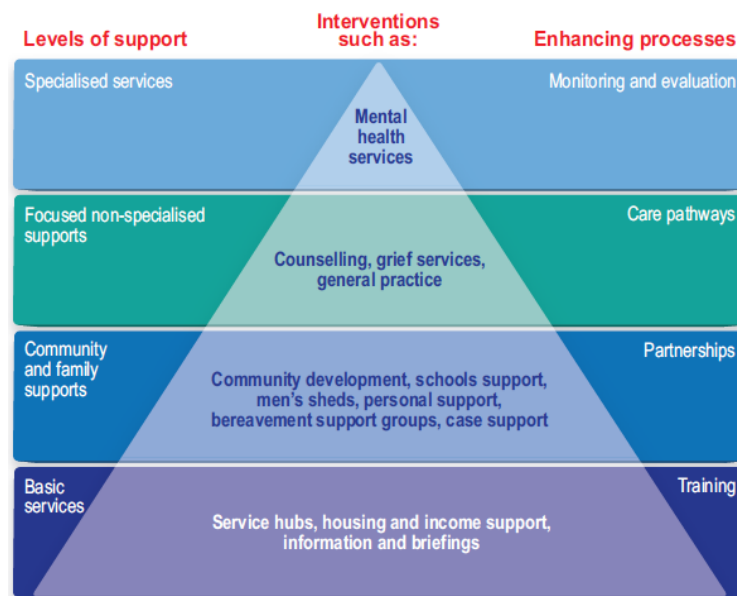 Levels of support
Interventions
such as:
Enhancing processes
Specialised services
Mental
health
services
Monitoring and evaluation
Focused non-specialised
supports
Counselling, grief services,
general practice
Care pathways
Community
and family
supports
Community development, schools support,
men's sheds, personal support,
bereavement support groups, case support
Partnerships
Basic
services
Service hubs, housing and income support,
information and briefings
Training